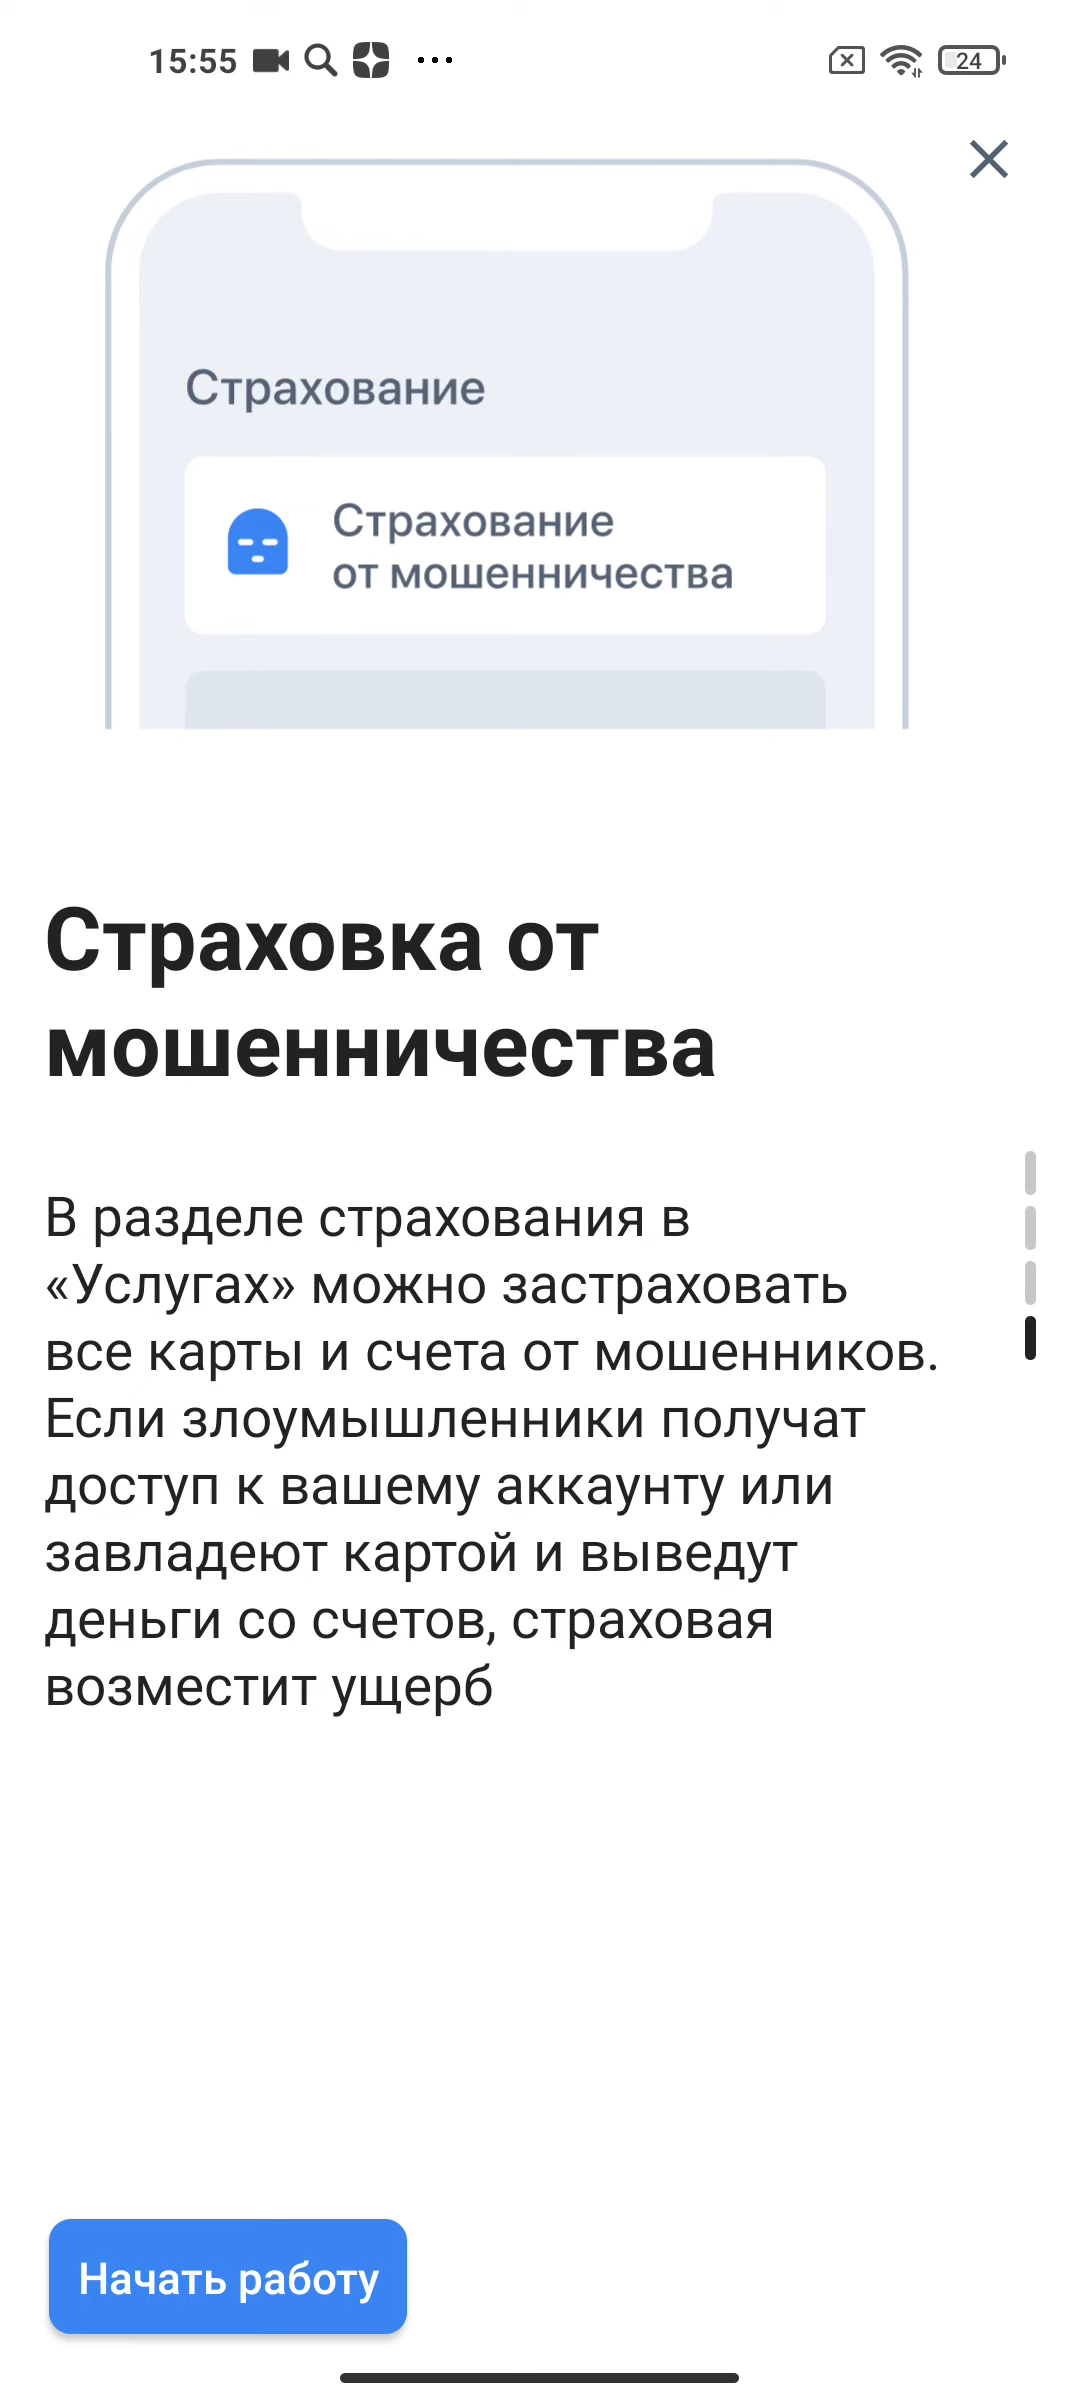 15:55
24
Страхование
Страхование
от мошенничества
Страховка от
мошенничества
В разделе страхования в
«Услугах» можно застраховать
все карты и счета от мошенников.
Если злоумышленники получат
доступ к вашему аккаунту или
завладеют картой и выведут
деньги со счетов, страховая
возместит ущерб
Начать работу